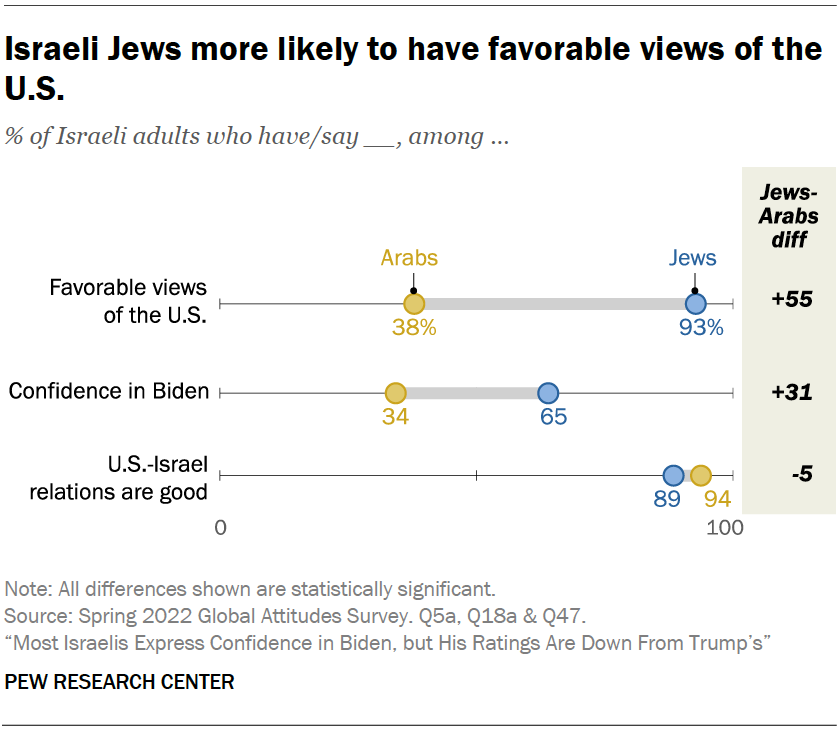 Israeli Jews more likely to have favorable views of the
U.S.
% of Israeli adults who have/say __, among ...
Jews-
Arabs
diff
Arabs
Jews
Favorable views
of the U.S.
38%
93%
+55
Confidence in Biden
34
65
+31
U.S.-Israel
relations are good
89
94
-5
0
100
Note: All differences shown are statistically significant.
Source: Spring 2022 Global Attitudes Survey. Q5a, Q18a & Q47.
“Most Israelis Express Confidence in Biden, but His Ratings Are Down From Trump’s”
PEW RESEARCH CENTER